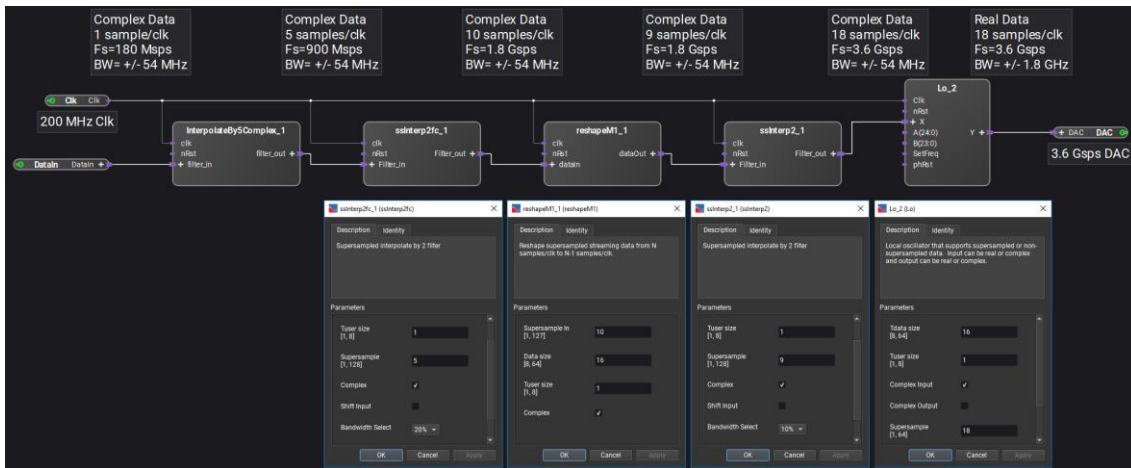 Complex Data
1 sample/clk
Fs=180 Msps
BW= +/- 54 MHz
Complex Data
5 samples/clk
Fs=900 Msps
BW= +/- 54 MHz
Complex Data
10 samples/clk
Fs=1.8 Gsps
BW= +/- 54 MHz
Complex Data
9 samples/clk
Fs=1.8 Gsps
BW= +/- 54 MHz
Complex Data
18 samples/clk
Fs=3.6 Gsps
BW= +/- 54 MHz
Real Data
18 samples/clk
Fs=3.6 Gsps
BW= +/- 1.8 GHz
Clk Clk
200 MHz Clk
DataIn DataIn +
InterpolateBy5Complex_1
clk
nRst
+ filter_in
filter_out +
ssInterp2fc_1
clk
nRst
+ Filter_in
Filter_out +
reshapeM1_1
clk
nRst
+ dataIn
dataOut +
ssInterp2_1
clk
nRst
+ Filter_in
Filter_out +
Lo_2
Clk
nRst
+ X
A(24:0)
B(23:0)
SetFreq
phRst
Y +
+ DAC DAC
3.6 Gsps DAC
ssInterp2fc_1 (ssInterp2fc)
Description Identity
Supersampled interpolate by 2 filter
Parameters
Tuser size
[1, 8]
1
Supersample
[1, 128]
5
Complex
Shift Input
Bandwidth Select
20%
OK Cancel Apply
reshapeM1_1 (reshapeM1)
Description Identity
Reshape supersampled streaming data from N
samples/clk to N-1 samples/clk.
Parameters
Supersample In
[1, 127]
10
Data size
[8, 64]
16
Tuser size
[1, 8]
1
Complex
OK Cancel Apply
ssInterp2_1 (ssInterp2)
Description Identity
Supersampled interpolate by 2 filter
Parameters
Tuser size
[1, 8]
1
Supersample
[1, 128]
9
Complex
Shift Input
Bandwidth Select
10%
OK Cancel Apply
Lo_2 (Lo)
Description Identity
Local oscillator that supports supersampled or non-
supersampled data. Input can be real or complex
and output can be real or complex.
Parameters
Tdata size
[8, 64]
16
Tuser size
[1, 8]
1
Complex Input
Complex Output
Supersample
[1, 64]
18
OK Cancel Apply